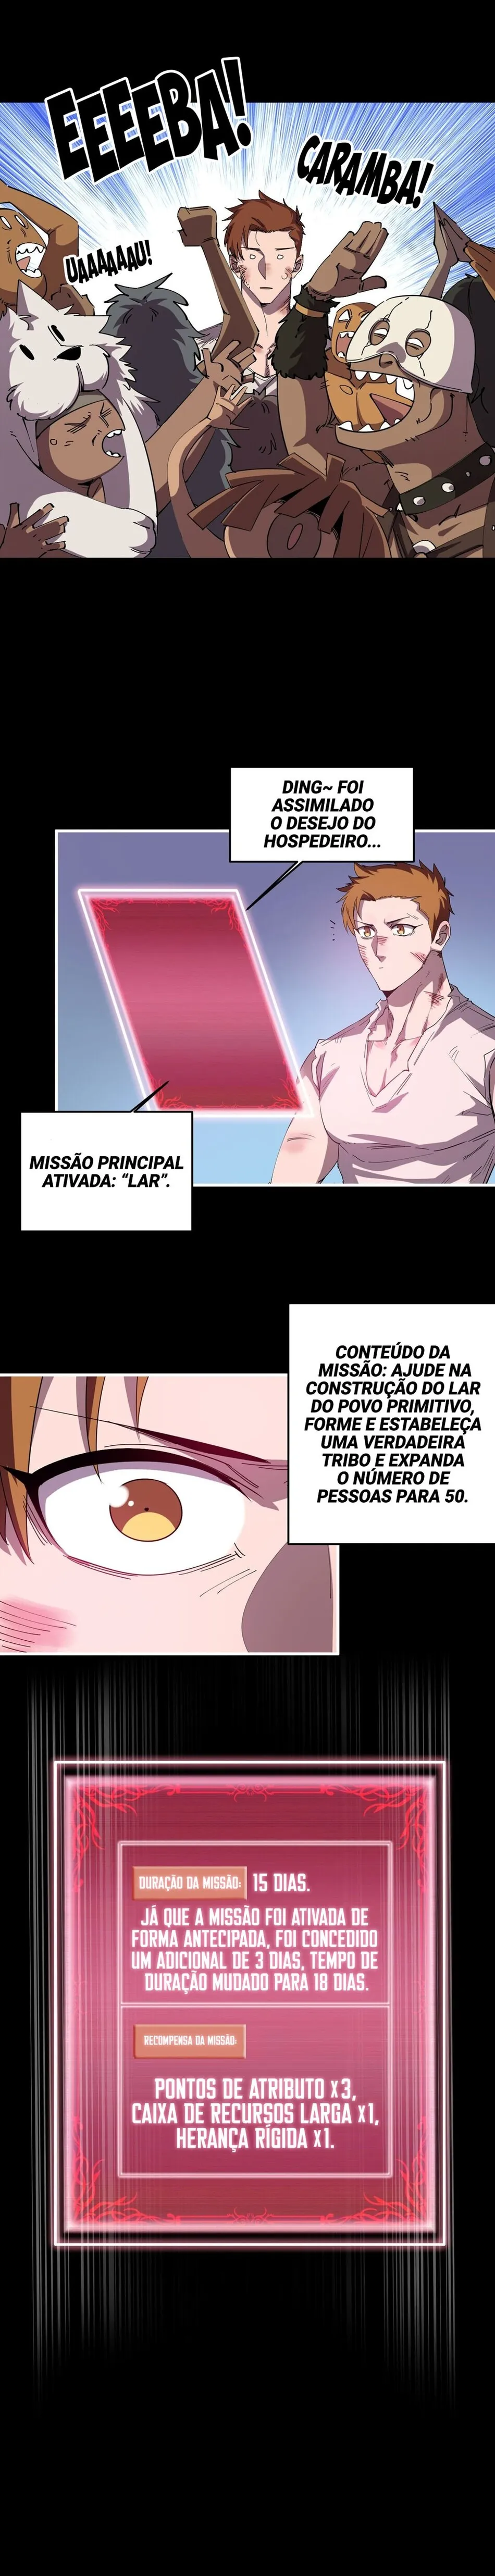 EEEEBA!
CARAMBA!
UAAAAAAU!
DING~ FOI
ASSIMILADO
O DESEJO DO
HOSPEDEIRO...
MISSÃO PRINCIPAL
ATIVADA: “LAR”.
CONTEÚDO DA
MISSÃO: AJUDE NA
CONSTRUÇÃO DO LAR
DO POVO PRIMITIVO,
FORME E ESTABELEÇA
UMA VERDADEIRA
TRIBO E EXPANDA
O NÚMERO DE
PESSOAS PARA 50.
DURAÇÃO DA MISSÃO: 15 DIAS.
JÁ QUE A MISSÃO FOI ATIVADA DE
FORMA ANTECIPADA, FOI CONCEDIDO
UM ADICIONAL DE 3 DIAS, TEMPO DE
DURAÇÃO MUDADO PARA 18 DIAS.
RECOMPENSA DA MISSÃO:
PONTOS DE ATRIBUTO x3,
CAIXA DE RECURSOS LARGA x1,
HERANÇA RÍGIDA x1.